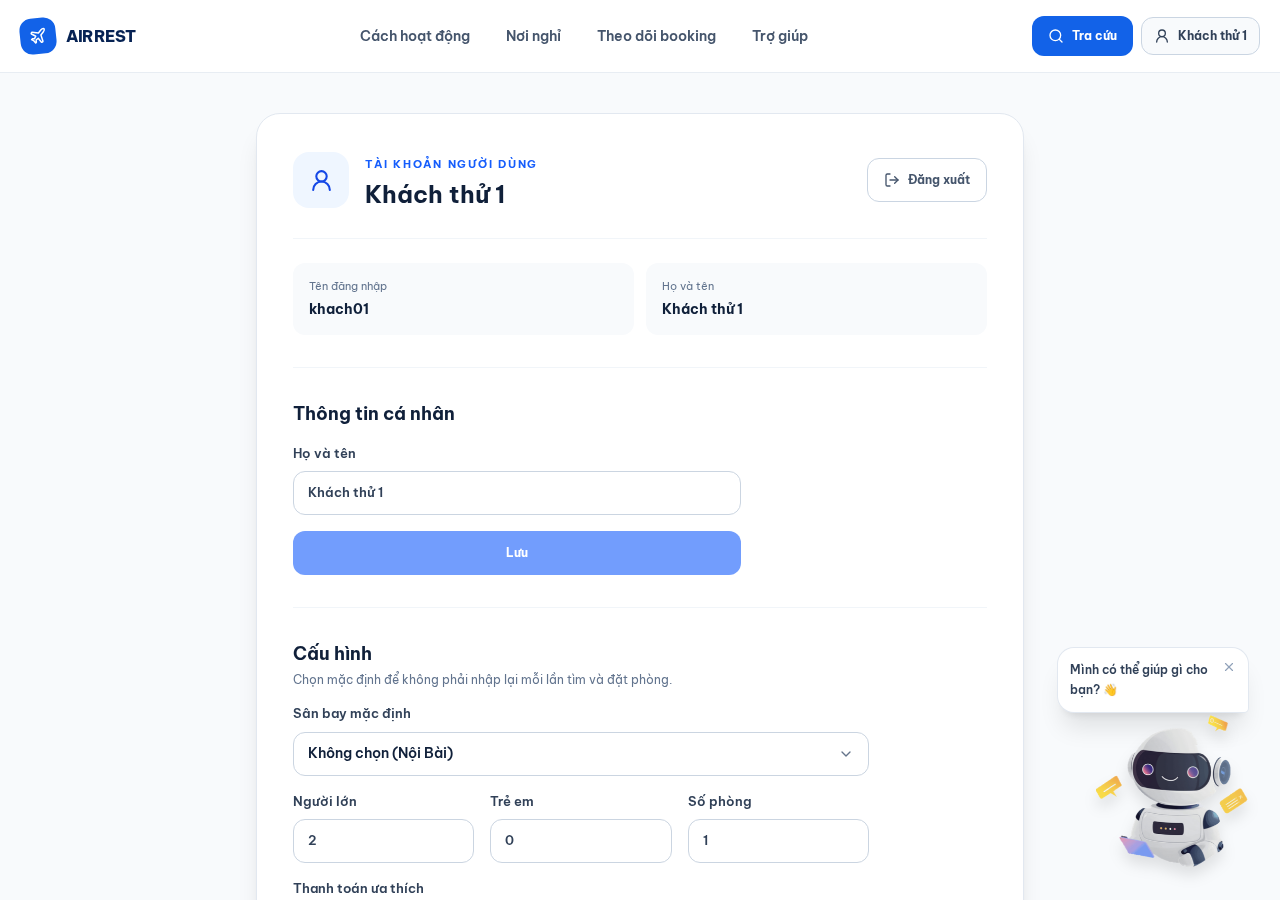 AIRREST
Cách hoạt động
Nơi nghỉ
Theo dõi booking
Trợ giúp
Tra cứu
Khách thử 1
TÀI KHOẢN NGƯỜI DÙNG
Khách thử 1
Đăng xuất
Tên đăng nhập
khach01
Họ và tên
Khách thử 1
Thông tin cá nhân
Họ và tên
Khách thử 1
Lưu
Cấu hình
Chọn mặc định để không phải nhập lại mỗi lần tìm và đặt phòng.
Sân bay mặc định
Không chọn (Nội Bài)
Người lớn
Trẻ em
Số phòng
2
0
1
Thanh toán ưa thích
Mình có thể giúp gì cho
bạn? 👋